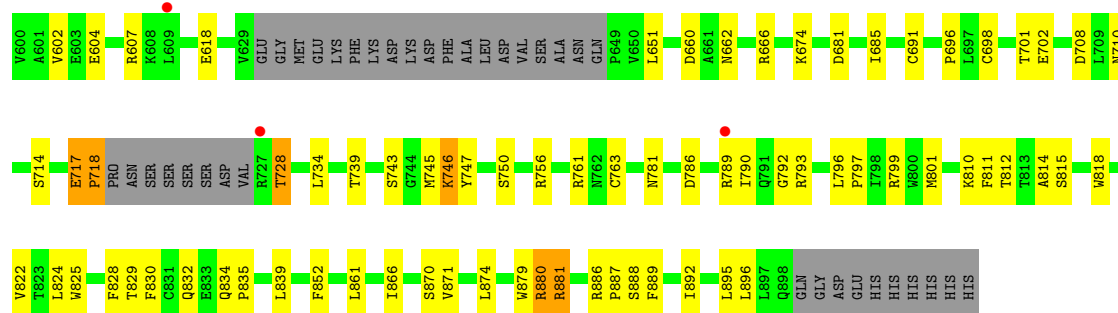 V600 A601 V602 E603 E604 R607 K608 L609 E618 V629 GLU GLY MET GLU LYS PHE LYS ASP LYS ASP PHE ALA LEU ASP VAL SER ALA ASN GLN P649 V650 L651 D660 A661 N662 R666 K674 D681 I685 C691 P696 L697 C698 T701 E702 D708 L709 N710
S714 E717 P718 PRO ASN SER SER SER SER ASP VAL R727 T728 L734 T739 S743 G744 M745 K746 Y747 S750 R756 R761 N762 C763 N781 D786 R789 I790 Q791 G792 R793 L796 P797 I798 R799 W800 M801 K810 F811 T812 T813 A814 S815 W818
V822 T823 L824 W825 F828 T829 F830 C831 Q832 E833 Q834 P835 L839 F852 L861 I866 S870 V871 L874 W879 R880 R881 R886 P887 S888 F889 I892 L895 L896 L897 Q898 GLN GLY ASP GLU HIS HIS HIS HIS HIS HIS